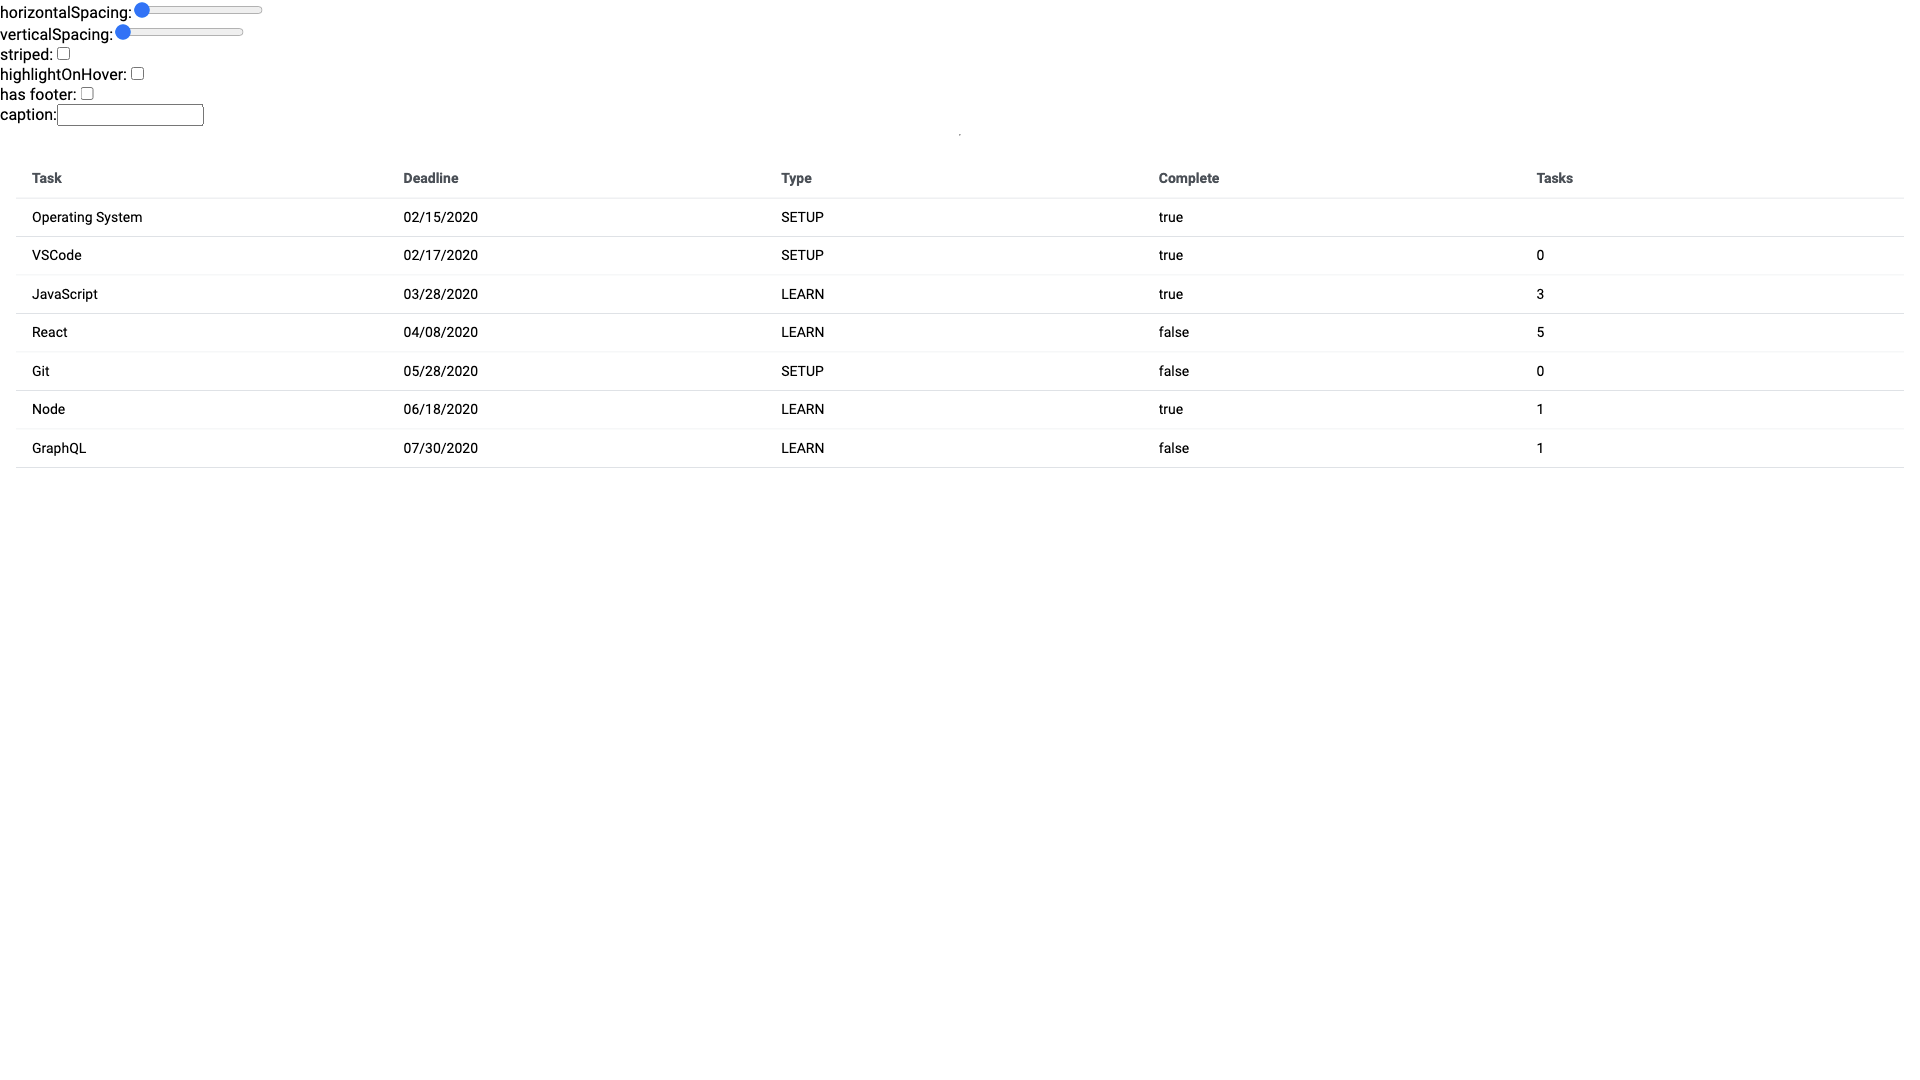 horizontalSpacing:
verticalSpacing:
striped:
highlightOnHover:
has footer:
caption:
Task Deadline Type Complete Tasks
Operating System 02/15/2020 SETUP true
VSCode 02/17/2020 SETUP true 0
JavaScript 03/28/2020 LEARN true 3
React 04/08/2020 LEARN false 5
Git 05/28/2020 SETUP false 0
Node 06/18/2020 LEARN true 1
GraphQL 07/30/2020 LEARN false 1